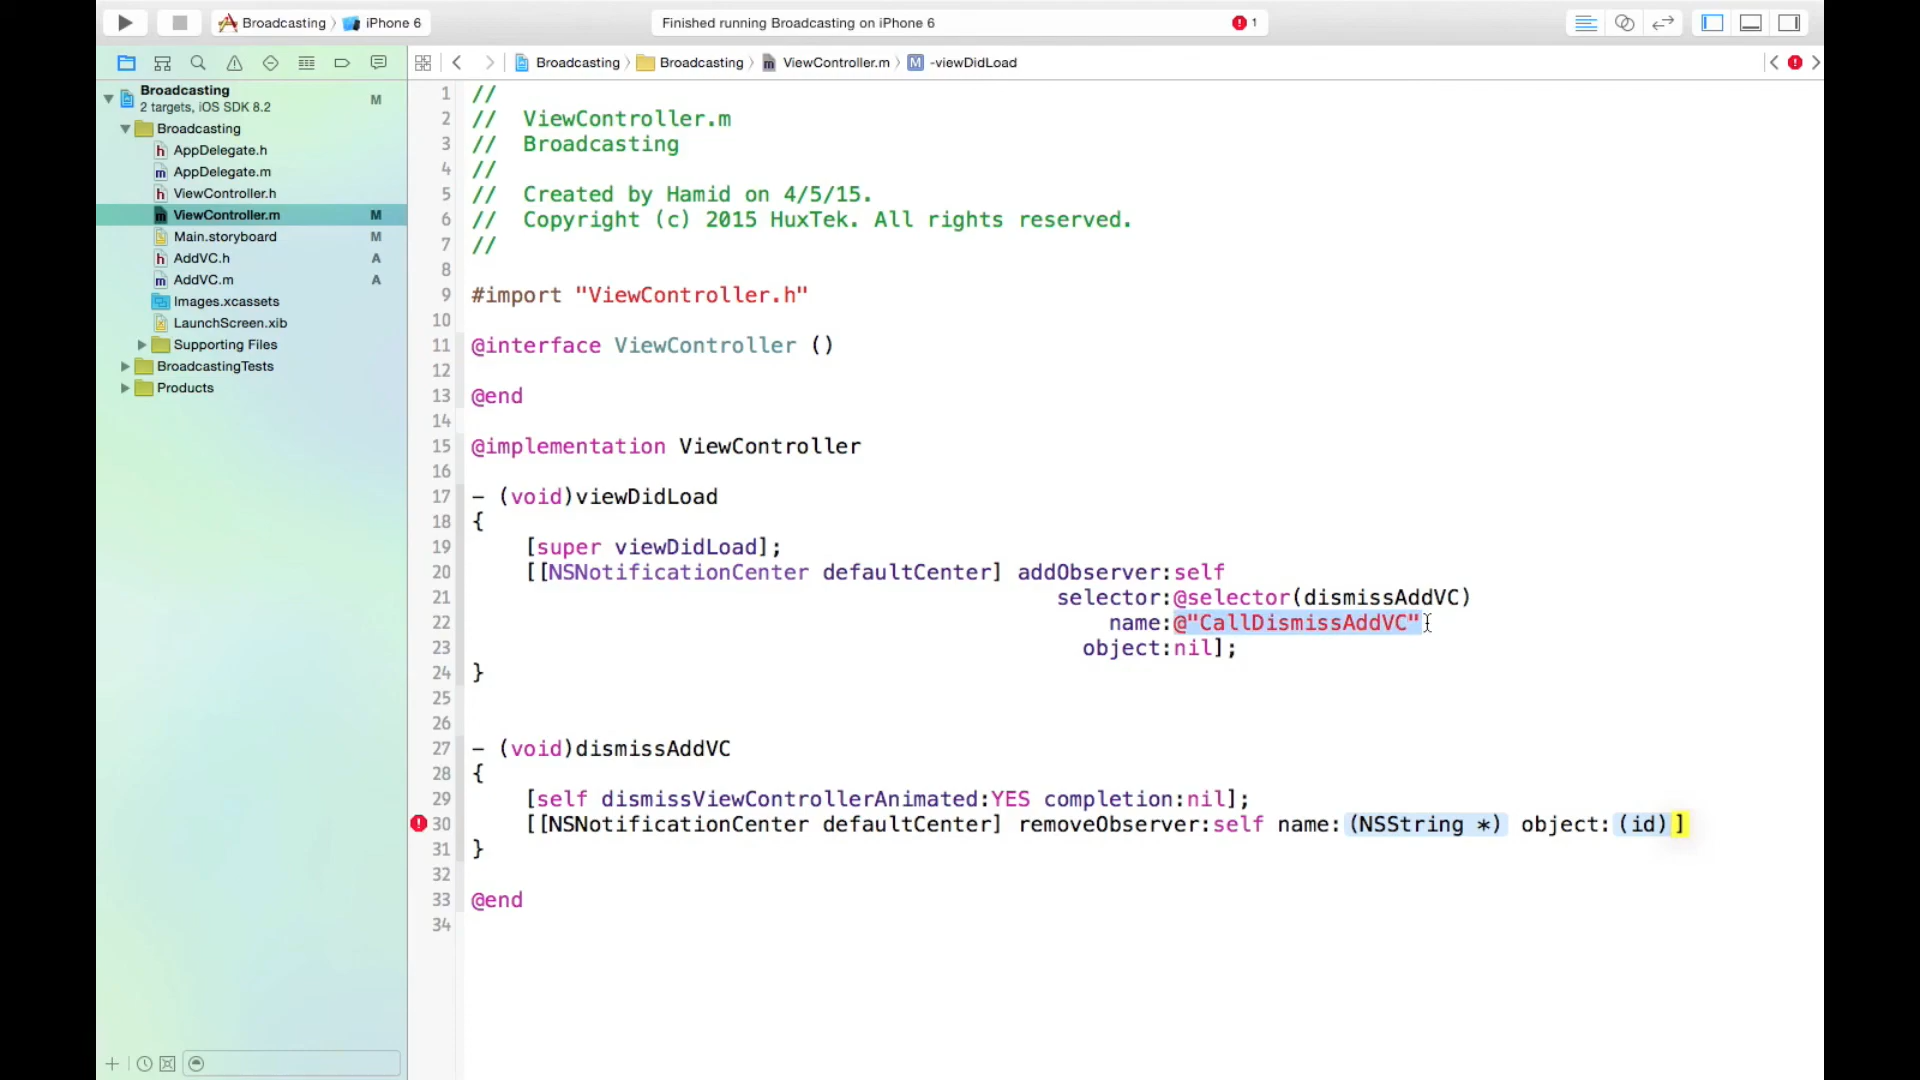 Broadcasting
iPhone 6
Finished running Broadcasting on iPhone 6
1
Broadcasting
Broadcasting
ViewController.m
M
-viewDidLoad
Broadcasting
2 targets, iOS SDK 8.2
M
Broadcasting
h AppDelegate.h
m AppDelegate.m
h ViewController.h
m ViewController.m M
Main.storyboard M
h AddVC.h A
m AddVC.m A
Images.xcassets
LaunchScreen.xib
Supporting Files
BroadcastingTests
Products
1 //
2 //  ViewController.m
3 //  Broadcasting
4 //
5 //  Created by Hamid on 4/5/15.
6 //  Copyright (c) 2015 HuxTek. All rights reserved.
7 //
8
9 #import "ViewController.h"
10
11 @interface ViewController ()
12
13 @end
14
15 @implementation ViewController
16
17 - (void)viewDidLoad
18 {
19     [super viewDidLoad];
20     [[NSNotificationCenter defaultCenter] addObserver:self
21 selector:@selector(dismissAddVC)
22 name:@"CallDismissAddVC"
23 object:nil];
24 }
25
26
27 - (void)dismissAddVC
28 {
29     [self dismissViewControllerAnimated:YES completion:nil];
30     [[NSNotificationCenter defaultCenter] removeObserver:self name:(NSString *) object:(id)]
31 }
32
33 @end
34